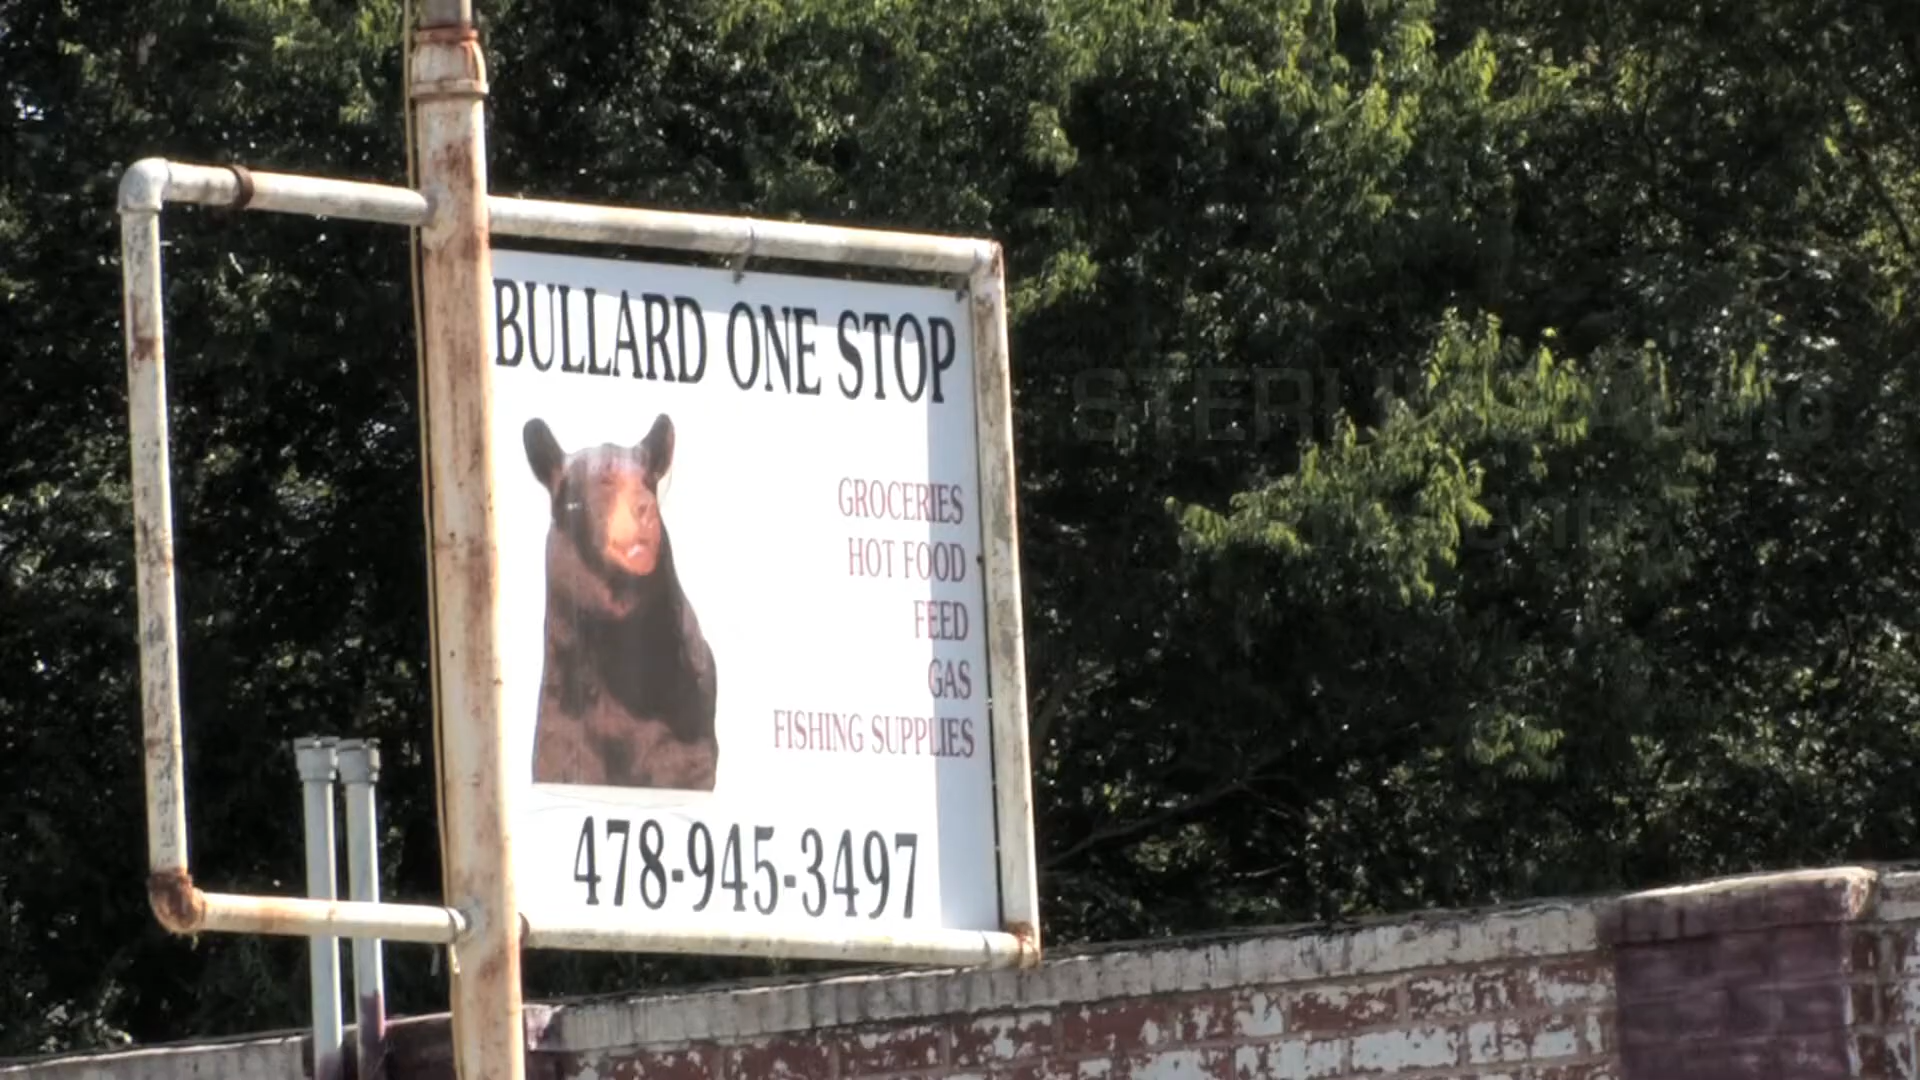 BULLARD ONE STOP
GROCERIES
HOT FOOD
FEED
GAS
FISHING SUPPLIES
478-945-3497